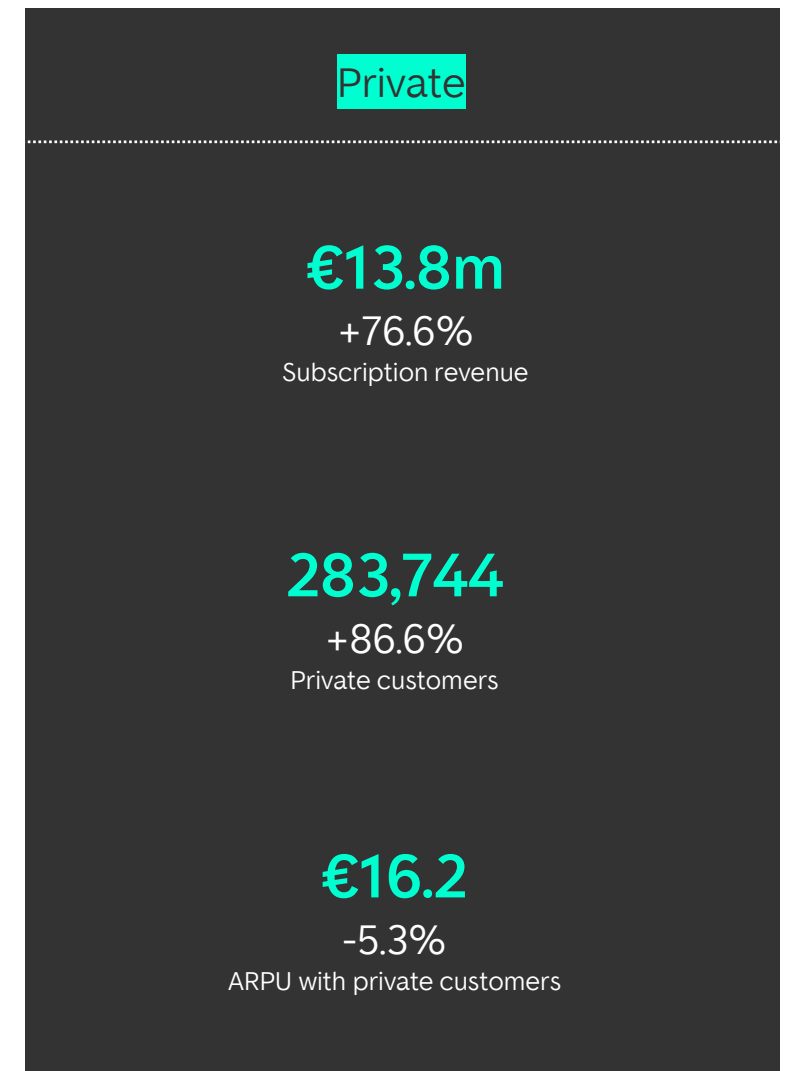 Private
€13.8m
+76.6%
Subscription revenue
283,744
+86.6%
Private customers
€16.2
-5.3%
ARPU with private customers